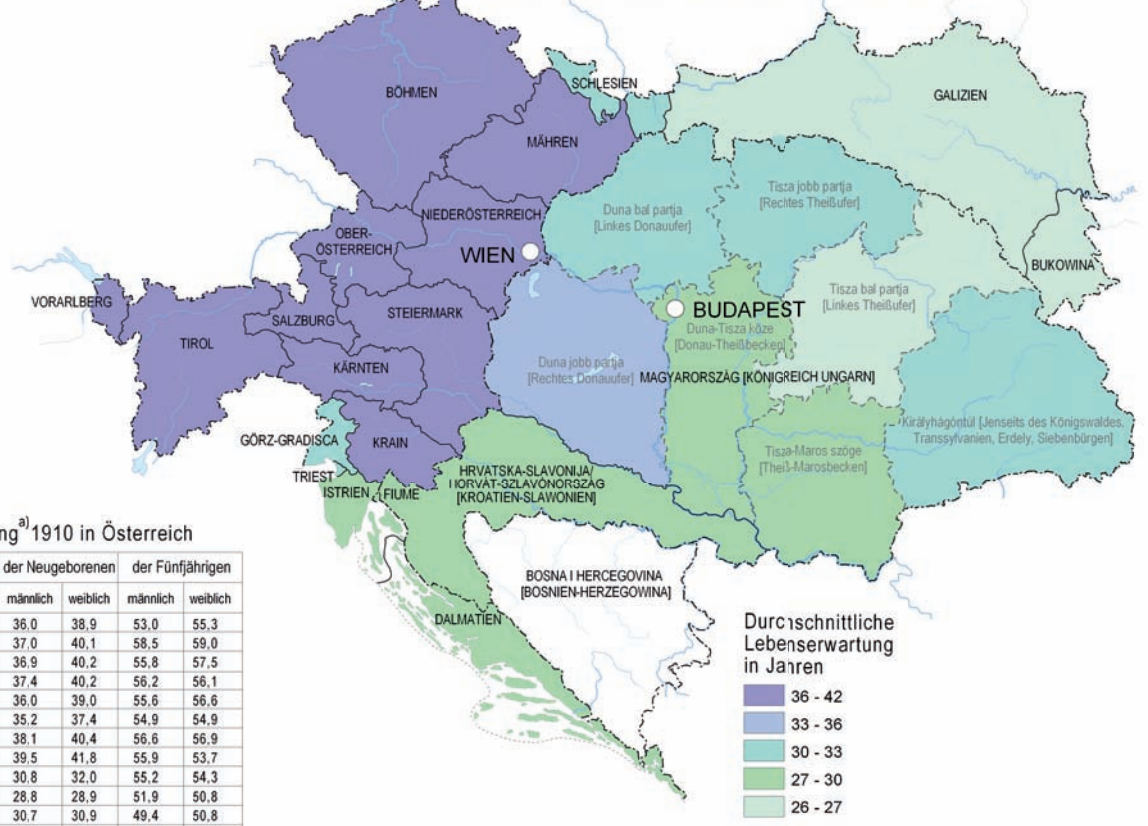 BÖHMEN
SCHLESIEN
GALIZIEN
MÄHREN
Duna bal partja
[Linkes Donauufer]
Tisza jobb partja
[Rechtes Theißufer]
NIEDERÖSTERREICH
OBER-
ÖSTERREICH
WIEN
BUKOWINA
VORARLBERG
Tisza bal partja
[Linkes Theißufer]
BUDAPEST
SALZBURG
STEIERMARK
Duna-Tisza köze
[Donau-Theißbecken]
TIROL
KÄRNTEN
Duna jobb partja
[Rechtes Donauufer]
MAGYARORSZÁG [KÖNIGREICH UNGARN]
GÖRZ-GRADISCA
KRAIN
Királyhágóntúl [Jenseits des Königswaldes,
Transsylvanien, Erdely, Siebenbürgen]
Tisza-Maros szöge
[Theiß-Marosbecken]
TRIEST
ISTRIEN
FIUME
HRVATSKA-SLAVONIJA/
HORVÁT-SZLAVÓNORSZÁG
[KROATIEN-SLAWONIEN]
BOSNA I HERCEGOVINA
[BOSNIEN-HERZEGOWINA]
DALMATIEN
ng a) 1910 in Österreich
der Neugeborenen der Fünfjährigen
männlich weiblich männlich weiblich
36,0 38,9 53,0 55,3
37,0 40,1 58,5 59,0
36,9 40,2 55,8 57,5
37,4 40,2 56,2 56,1
36,0 39,0 55,6 56,6
35,2 37,4 54,9 54,9
38,1 40,4 56,6 56,9
39,5 41,8 55,9 53,7
30,8 32,0 55,2 54,3
28,8 28,9 51,9 50,8
30,7 30,9 49,4 50,8
Durchschnittliche
Lebenserwartung
in Jahren
36 - 42
33 - 36
30 - 33
27 - 30
26 - 27